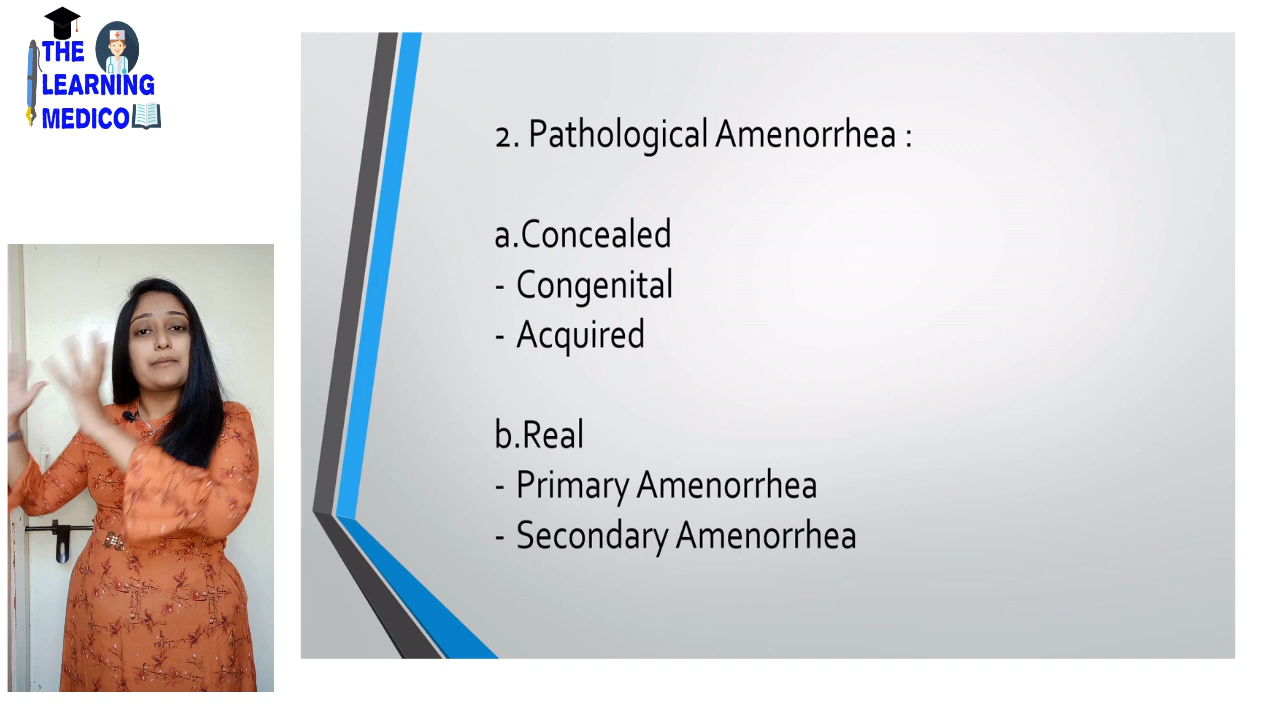 THE
LEARNING
MEDICO
2. Pathological Amenorrhea :
a.Concealed
- Congenital
- Acquired
b.Real
- Primary Amenorrhea
- Secondary Amenorrhea